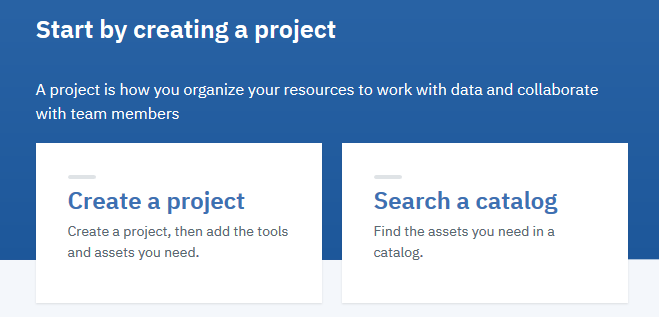 Start by creating a project
A project is how you organize your resources to work with data and collaborate
with team members
Create a project
Create a project, then add the tools
and assets you need.
Search a catalog
Find the assets you need in a
catalog.